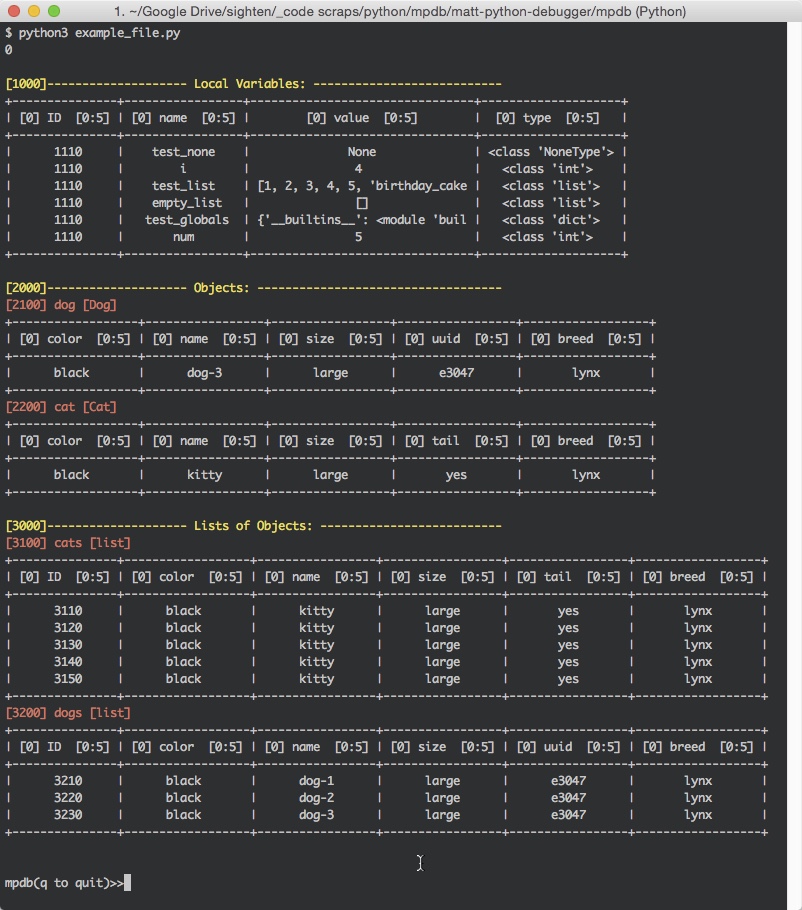 1. ~/Google Drive/sighten/_code scraps/python/mpdb/matt-python-debugger/mpdb (Python)
$ python3 example_file.py
0
[1000]-------------------- Local Variables: ---------------------------
+---------------+-----------------+--------------------------------+--------------------+
| [0] ID  [0:5] | [0] name  [0:5] |        [0] value  [0:5]        |  [0] type  [0:5]   |
+---------------+-----------------+--------------------------------+--------------------+
|      1110     |    test_none    |              None              | <class 'NoneType'> |
|      1110     |        i        |               4                |   <class 'int'>    |
|      1110     |    test_list    | [1, 2, 3, 4, 5, 'birthday_cake |   <class 'list'>   |
|      1110     |    empty_list   |               []               |   <class 'list'>   |
|      1110     |   test_globals  | {'__builtins__': <module 'buil |   <class 'dict'>   |
|      1110     |       num       |               5                |   <class 'int'>    |
+---------------+-----------------+--------------------------------+--------------------+
[2000]-------------------- Objects: -----------------------------------
[2100] dog [Dog]
+------------------+-----------------+-----------------+-----------------+------------------+
| [0] color  [0:5] | [0] name  [0:5] | [0] size  [0:5] | [0] uuid  [0:5] | [0] breed  [0:5] |
+------------------+-----------------+-----------------+-----------------+------------------+
|      black       |      dog-3      |      large      |      e3047      |       lynx       |
+------------------+-----------------+-----------------+-----------------+------------------+
[2200] cat [Cat]
+------------------+-----------------+-----------------+-----------------+------------------+
| [0] color  [0:5] | [0] name  [0:5] | [0] size  [0:5] | [0] tail  [0:5] | [0] breed  [0:5] |
+------------------+-----------------+-----------------+-----------------+------------------+
|      black       |      kitty      |      large      |       yes       |       lynx       |
+------------------+-----------------+-----------------+-----------------+------------------+
[3000]-------------------- Lists of Objects: --------------------------
[3100] cats [list]
+---------------+------------------+-----------------+-----------------+-----------------+------------------+
| [0] ID  [0:5] | [0] color  [0:5] | [0] name  [0:5] | [0] size  [0:5] | [0] tail  [0:5] | [0] breed  [0:5] |
+---------------+------------------+-----------------+-----------------+-----------------+------------------+
|      3110     |      black       |      kitty      |      large      |       yes       |       lynx       |
|      3120     |      black       |      kitty      |      large      |       yes       |       lynx       |
|      3130     |      black       |      kitty      |      large      |       yes       |       lynx       |
|      3140     |      black       |      kitty      |      large      |       yes       |       lynx       |
|      3150     |      black       |      kitty      |      large      |       yes       |       lynx       |
+---------------+------------------+-----------------+-----------------+-----------------+------------------+
[3200] dogs [list]
+---------------+------------------+-----------------+-----------------+-----------------+------------------+
| [0] ID  [0:5] | [0] color  [0:5] | [0] name  [0:5] | [0] size  [0:5] | [0] uuid  [0:5] | [0] breed  [0:5] |
+---------------+------------------+-----------------+-----------------+-----------------+------------------+
|      3210     |      black       |      dog-1      |      large      |      e3047      |       lynx       |
|      3220     |      black       |      dog-2      |      large      |      e3047      |       lynx       |
|      3230     |      black       |      dog-3      |      large      |      e3047      |       lynx       |
+---------------+------------------+-----------------+-----------------+-----------------+------------------+
mpdb(q to quit)>>